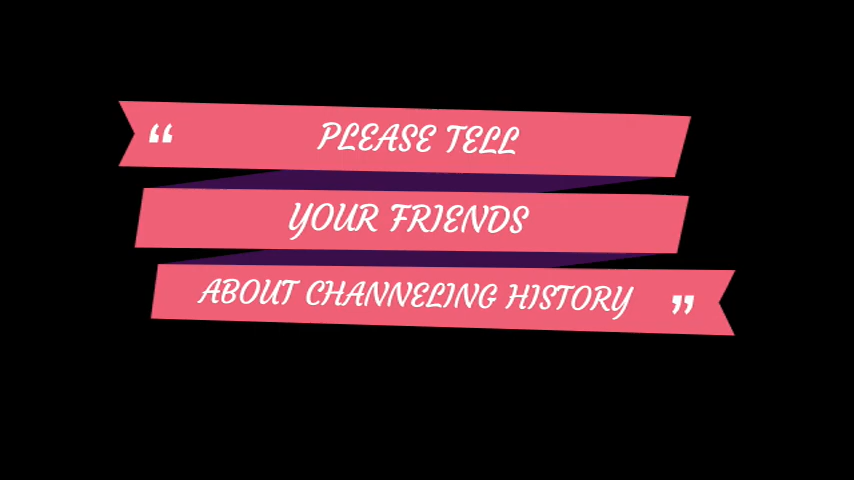 “ PLEASE TELL
YOUR FRIENDS
ABOUT CHANNELING HISTORY ”